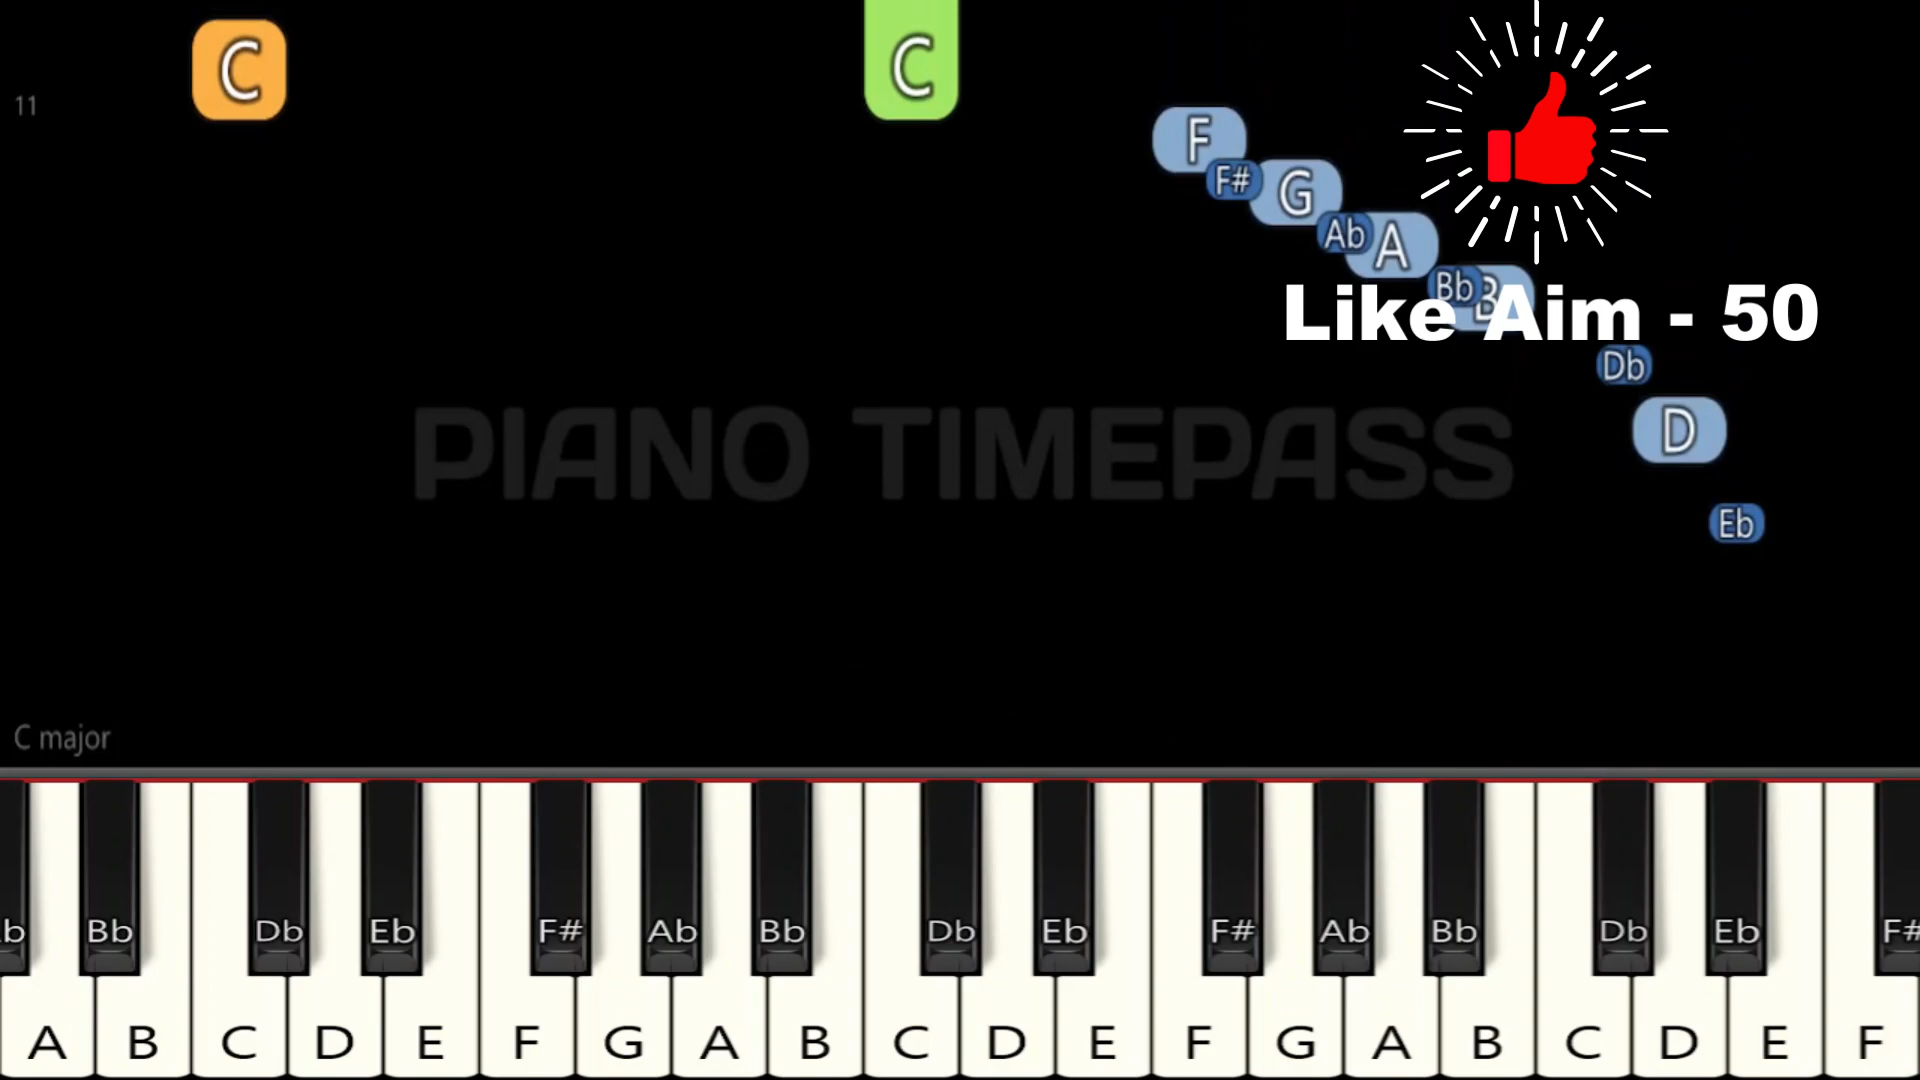 C
C
11
F
F#
G
Ab
A
Bb
B
Like Aim - 50
Db
D
PIANO TIMEPASS
Eb
C major
b Bb Db Eb F# Ab Bb Db Eb F# Ab Bb Db Eb F#
A B C D E F G A B C D E F G A B C D E F